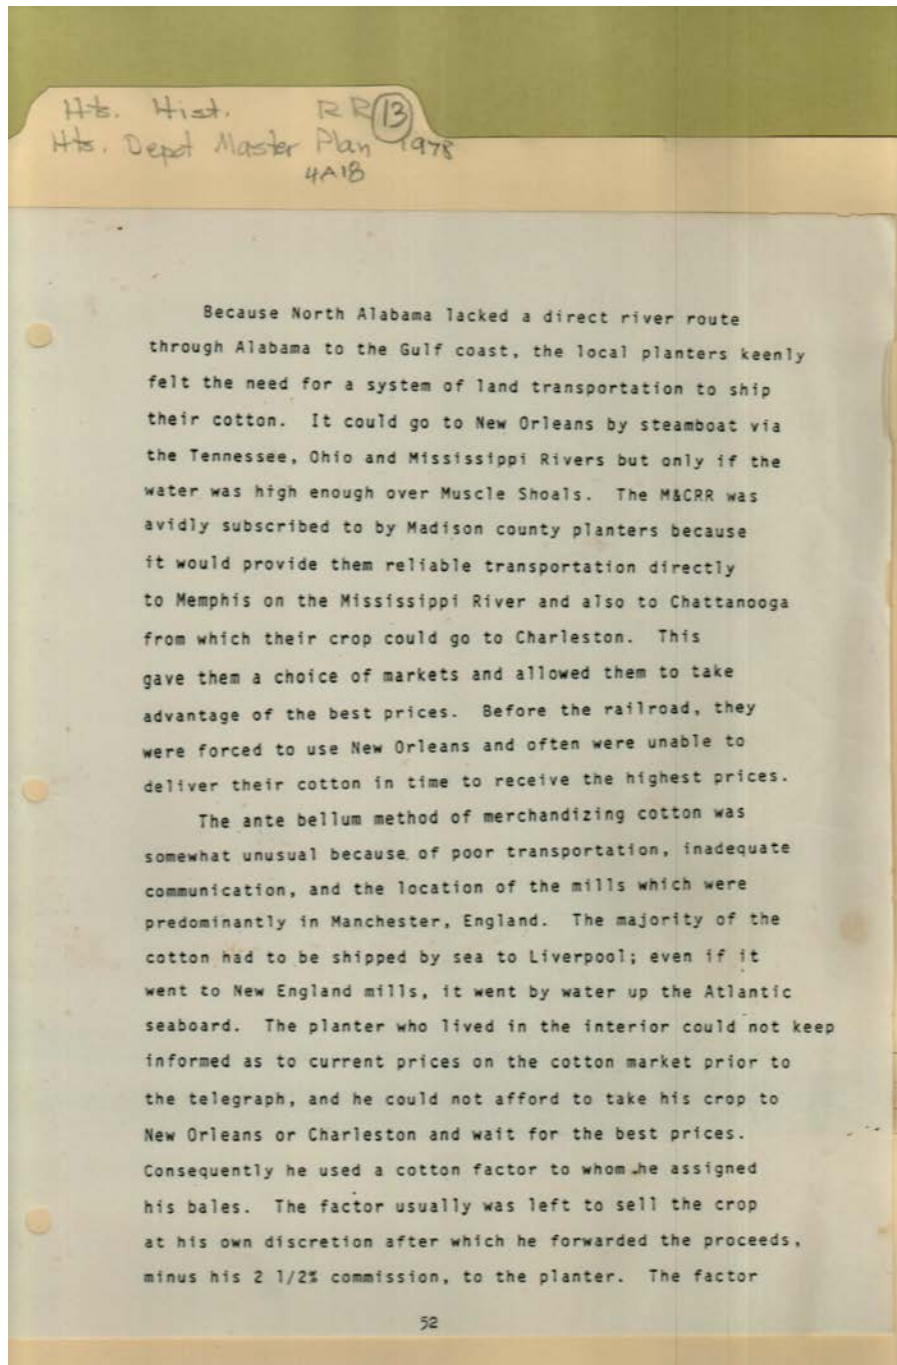 Hts. Hist. RR 13
Hts. Depot Master Plan 1978
4A18
Because North Alabama lacked a direct river route
through Alabama to the Gulf coast, the local planters keenly
felt the need for a system of land transportation to ship
their cotton. It could go to New Orleans by steamboat via
the Tennessee, Ohio and Mississippi Rivers but only if the
water was high enough over Muscle Shoals. The M&CRR was
avidly subscribed to by Madison county planters because
it would provide them reliable transportation directly
to Memphis on the Mississippi River and also to Chattanooga
from which their crop could go to Charleston. This
gave them a choice of markets and allowed them to take
advantage of the best prices. Before the railroad, they
were forced to use New Orleans and often were unable to
deliver their cotton in time to receive the highest prices.
The ante bellum method of merchandizing cotton was
somewhat unusual because of poor transportation, inadequate
communication, and the location of the mills which were
predominantly in Manchester, England. The majority of the
cotton had to be shipped by sea to Liverpool; even if it
went to New England mills, it went by water up the Atlantic
seaboard. The planter who lived in the interior could not keep
informed as to current prices on the cotton market prior to
the telegraph, and he could not afford to take his crop to
New Orleans or Charleston and wait for the best prices.
Consequently he used a cotton factor to whom he assigned
his bales. The factor usually was left to sell the crop
at his own discretion after which he forwarded the proceeds,
minus his 2 1/2% commission, to the planter. The factor
52